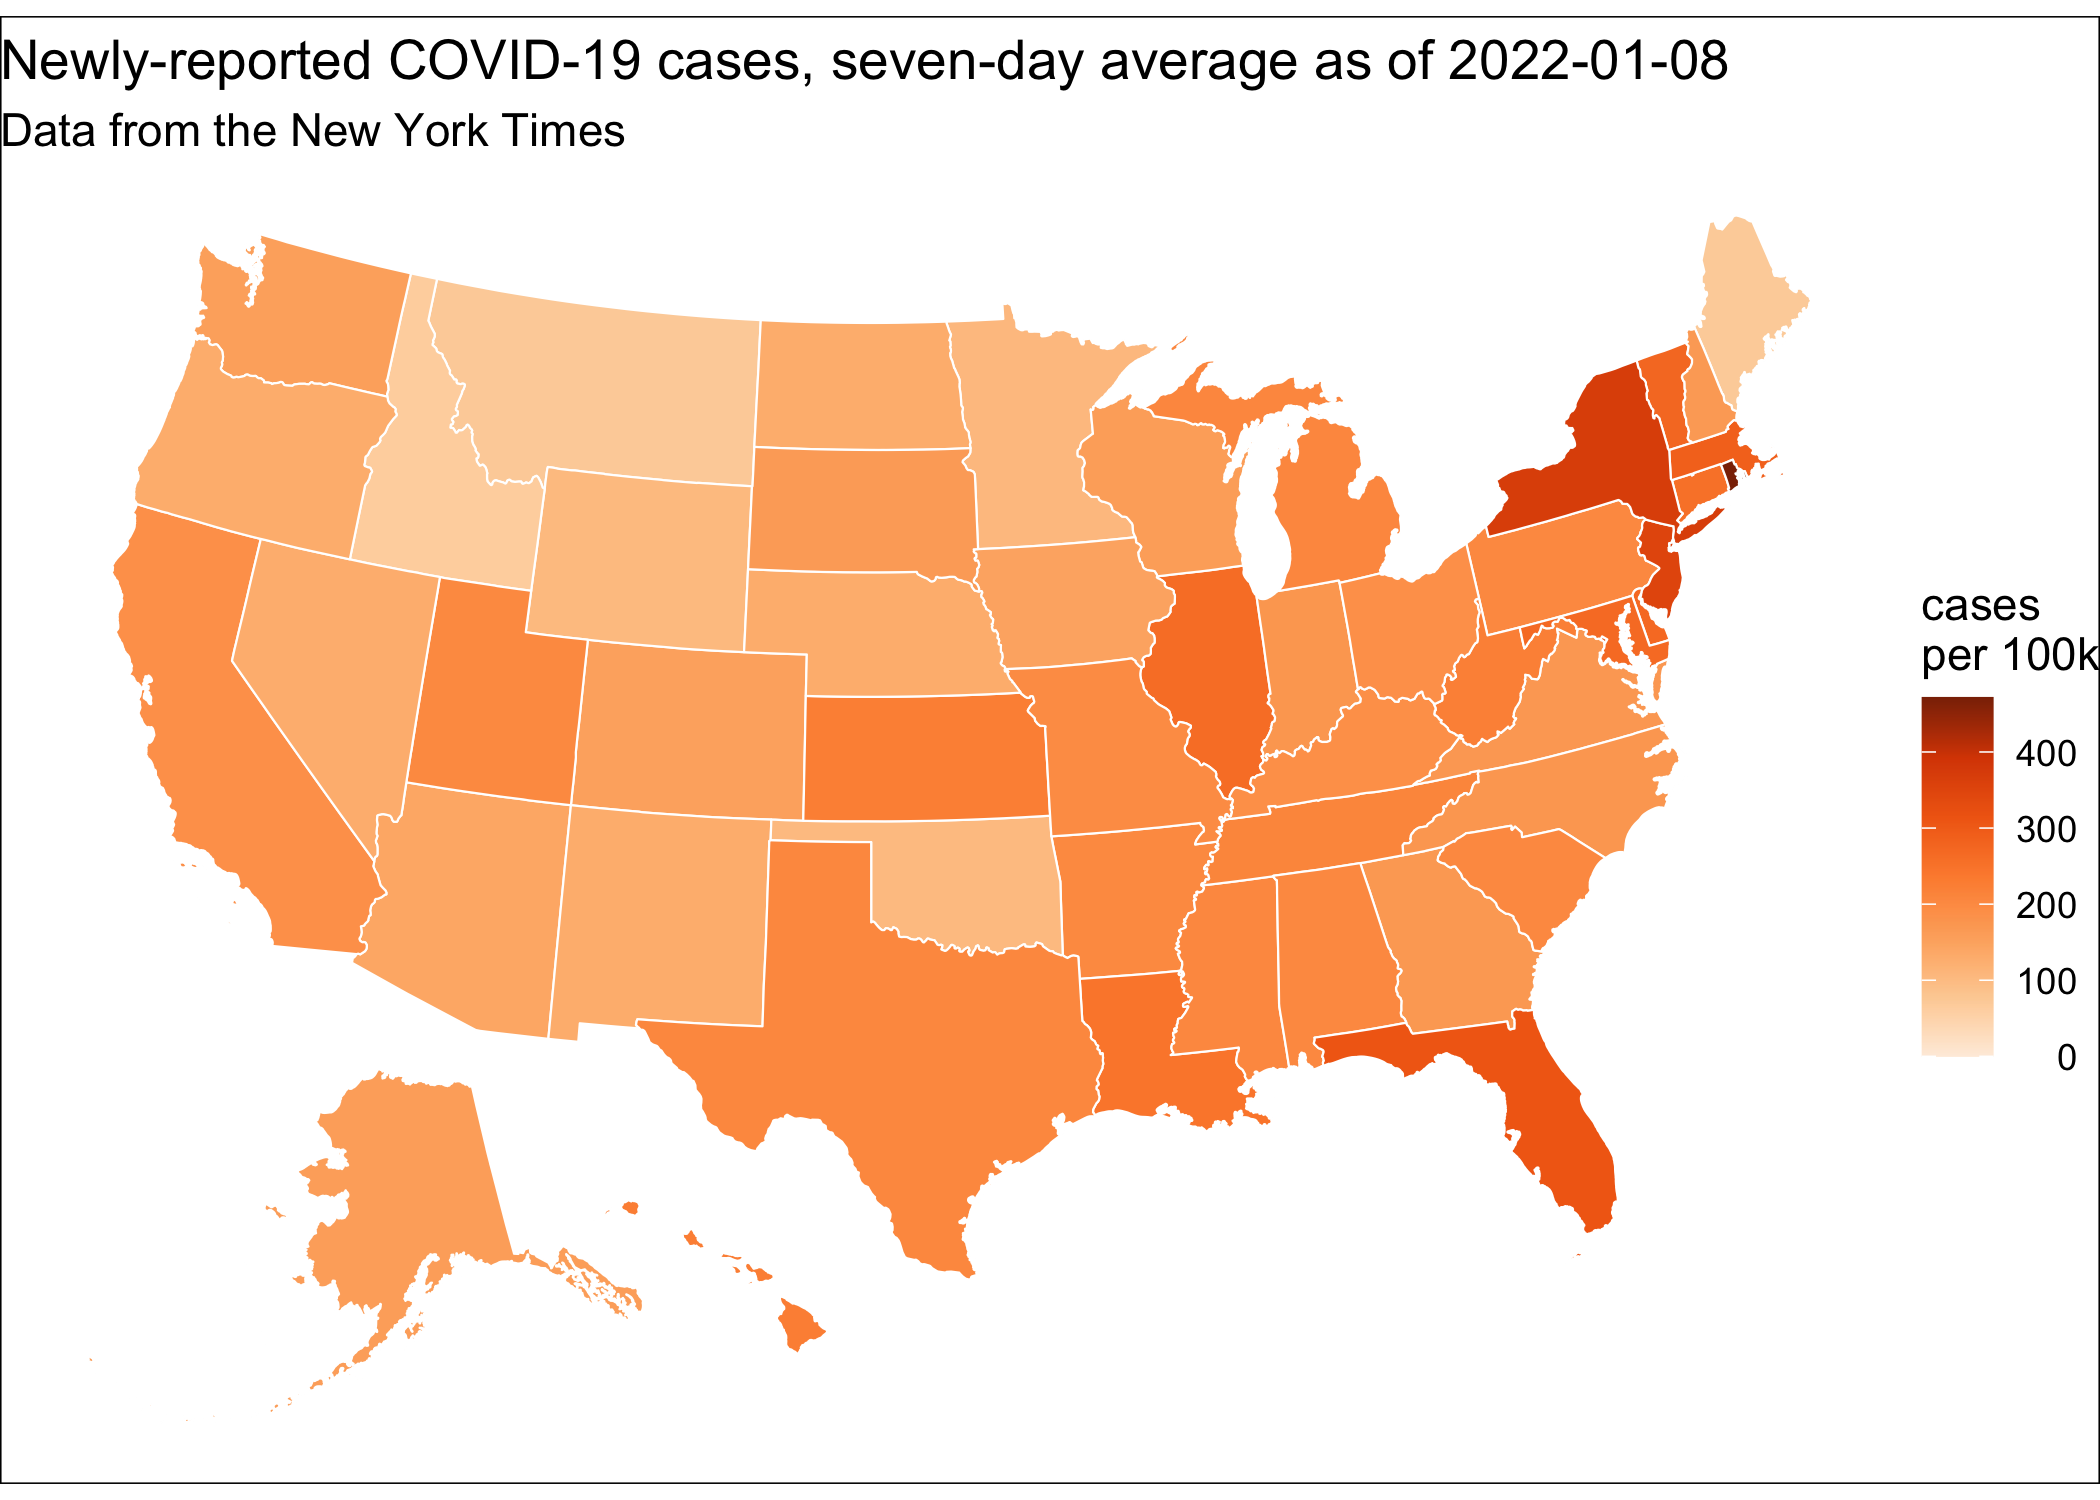 Newly-reported COVID-19 cases, seven-day average as of 2022-01-08
Data from the New York Times
cases
per 100k
400
300
200
100
0